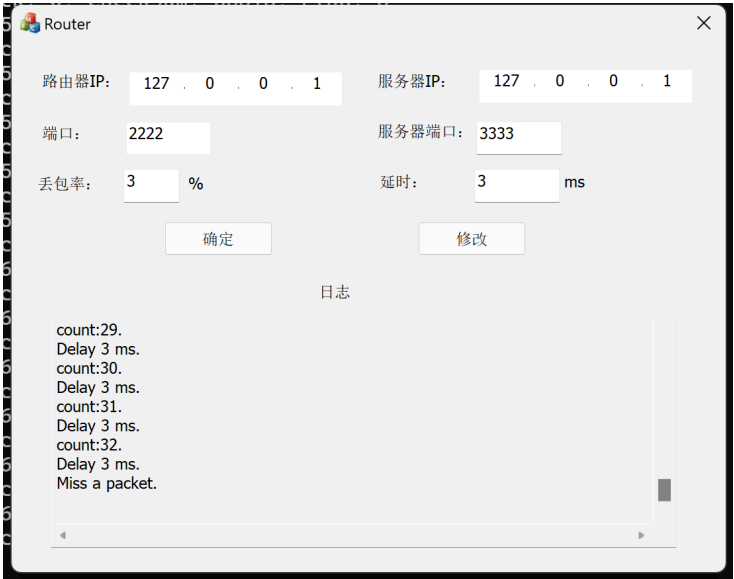 Router
路由器IP： 127 . 0 . 0 . 1 服务器IP： 127 . 0 . 0 . 1
端口： 2222 服务器端口： 3333
丢包率： 3 % 延时： 3 ms
确定 修改
日志
count:29.
Delay 3 ms.
count:30.
Delay 3 ms.
count:31.
Delay 3 ms.
count:32.
Delay 3 ms.
Miss a packet.